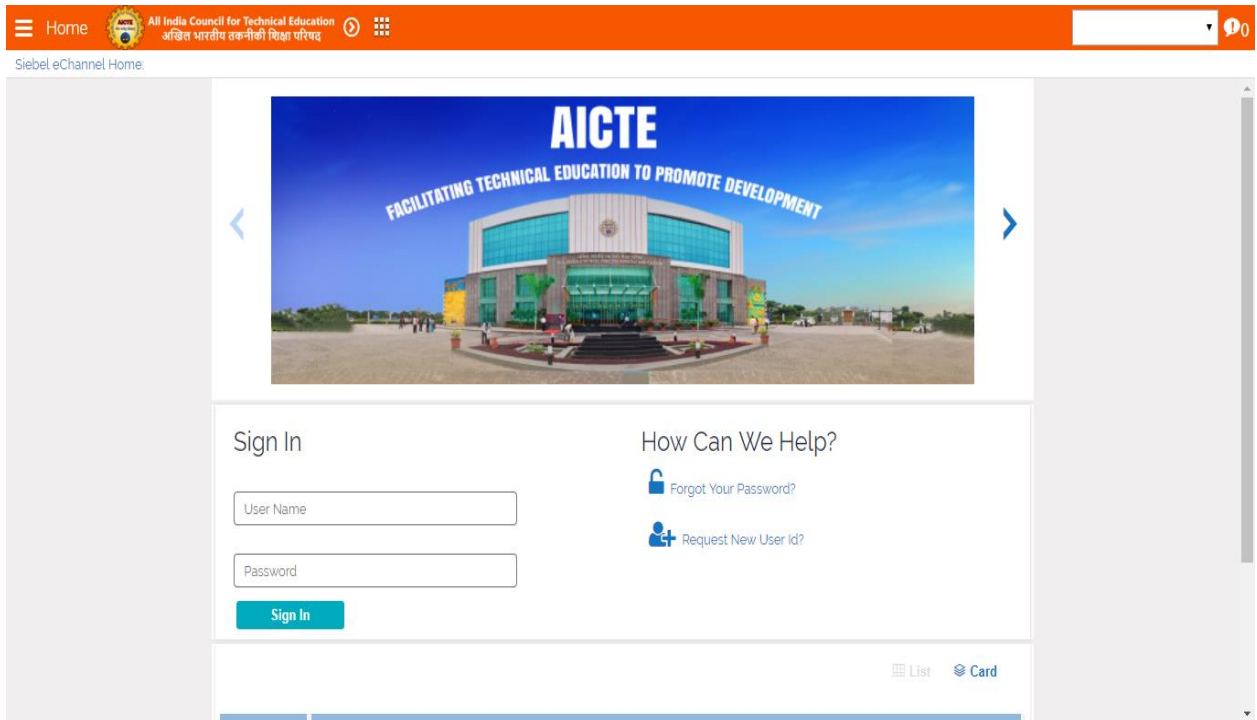 Home
AICTE
All India Council for Technical Education
अखिल भारतीय तकनीकी शिक्षा परिषद
0
Siebel eChannel Home:
AICTE
FACILITATING TECHNICAL EDUCATION TO PROMOTE DEVELOPMENT
Sign In
How Can We Help?
User Name
Forgot Your Password?
Request New User Id?
Password
Sign In
List
Card